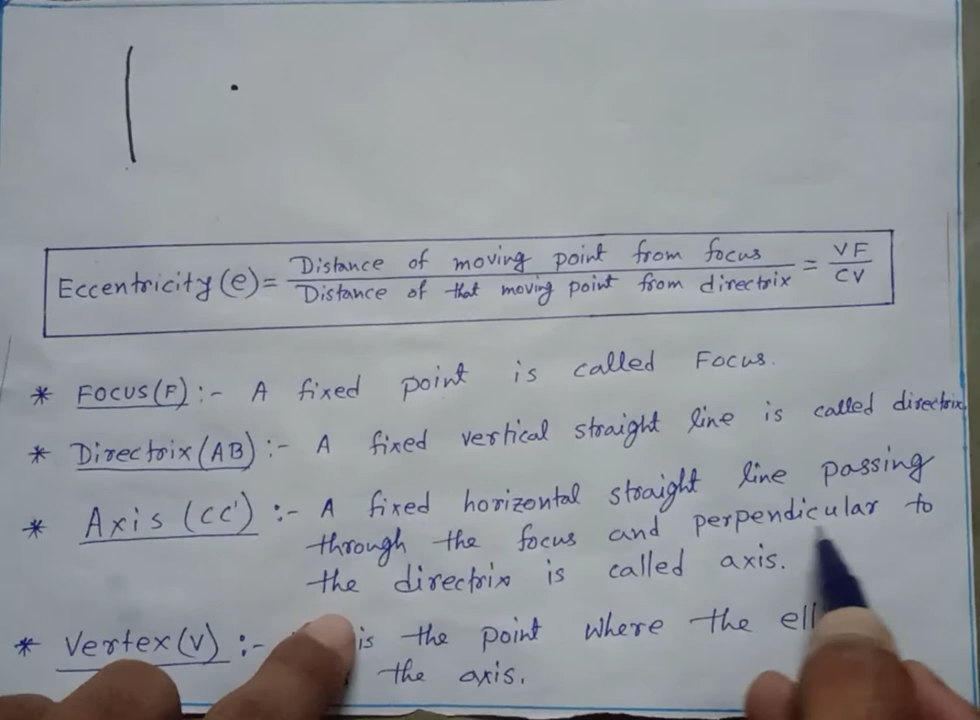 Eccentricity (e) = Distance of moving point from focus / Distance of that moving point from directrix = VF / CV
* FOCUS(F) :- A fixed point is called Focus.
* Directrix (AB) :- A fixed vertical straight line is called directrix
* Axis (CC') :- A fixed horizontal straight line passing
through the focus and perpendicular to
the directrix is called axis.
* Vertex(V) :- is the point where the ell
the axis.